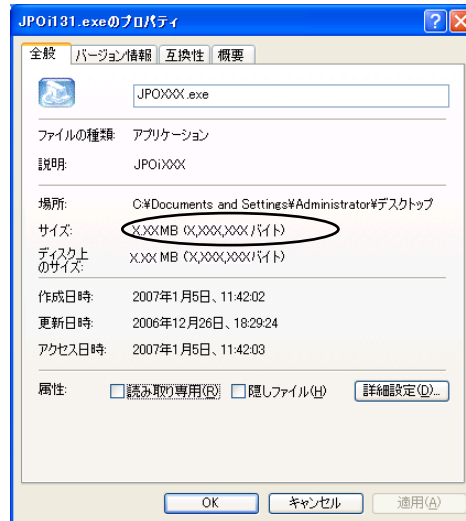 JPOi131.exeのプロパティ
全般 バージョン情報 互換性 概要
JPOXXX.exe
ファイルの種類: アプリケーション
説明: JPOiXXX
場所: C:¥Documents and Settings¥Administrator¥デスクトップ
サイズ: X.XX MB (X,XXX,XXX バイト)
ディスク上
のサイズ: X.XX MB (X,XXX,XXX バイト)
作成日時: 2007年1月5日、11:42:02
更新日時: 2006年12月26日、18:29:24
アクセス日時: 2007年1月5日、11:42:03
属性: 読み取り専用(R) 隠しファイル(H) 詳細設定(D)...
OK キャンセル 適用(A)